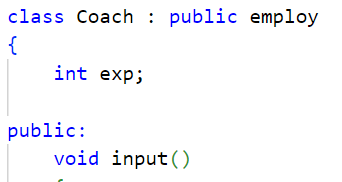 class Coach : public employ
{
    int exp;
public:
    void input()
{